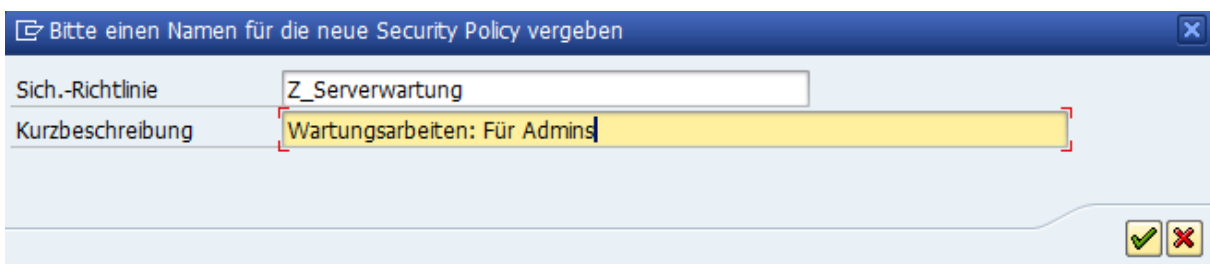 Bitte einen Namen für die neue Security Policy vergeben
Sich.-Richtlinie Z_Serverwartung
Kurzbeschreibung Wartungsarbeiten: Für Admins